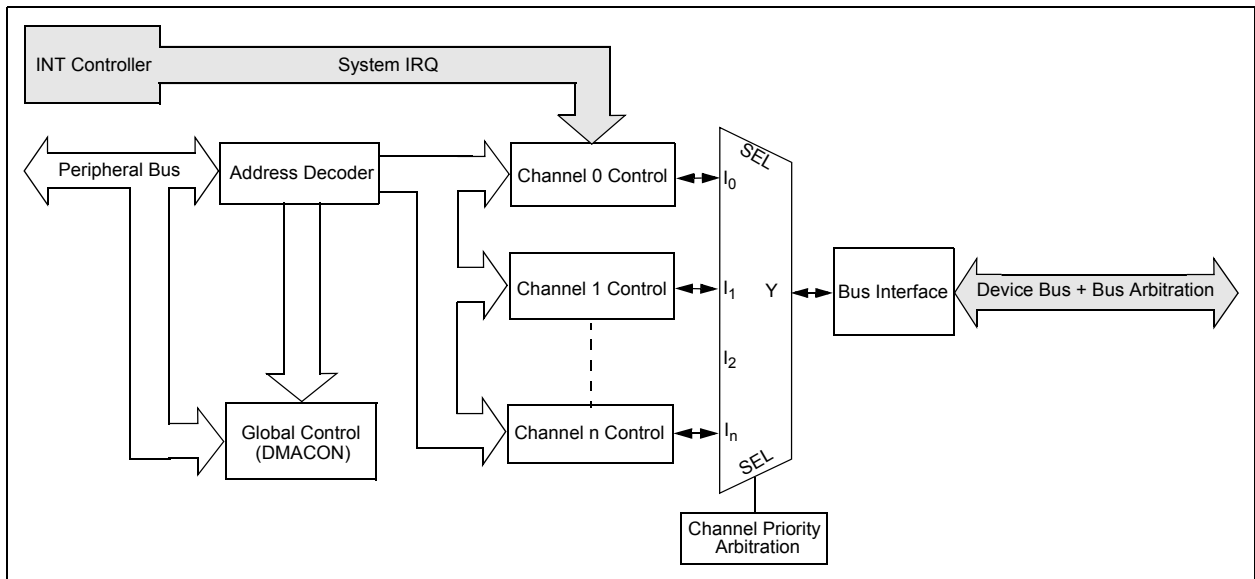 INT Controller
System IRQ
Peripheral Bus
Address Decoder
Channel 0 Control
SEL
I0
Channel 1 Control
I1
Y
Bus Interface
Device Bus + Bus Arbitration
I2
Global Control
(DMACON)
Channel n Control
In
SEL
Channel Priority
Arbitration